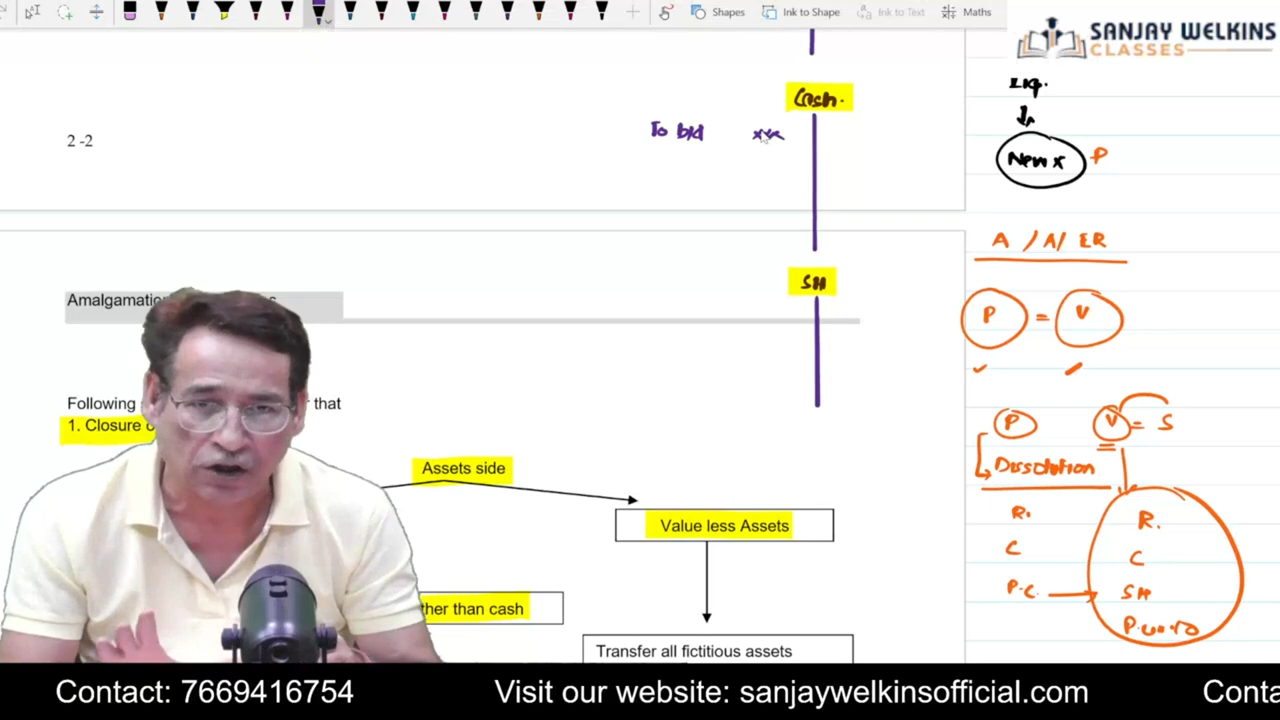 Shapes Ink to Shape Ink to Text Maths
SANJAY WELKINS
CLASSES
Liq.
Cash.
To b/d xxx
2 -2
New x P
A / A / ER
SH
P = V
Amalgamation
Following that
1. Closure
P V = S
Assets side
Dissolution
Value less Assets
R. R.
C C
P.C. SH
ther than cash
Transfer all fictitious assets
Contact: 7669416754 Visit our website: sanjaywelkinsofficial.com Conta